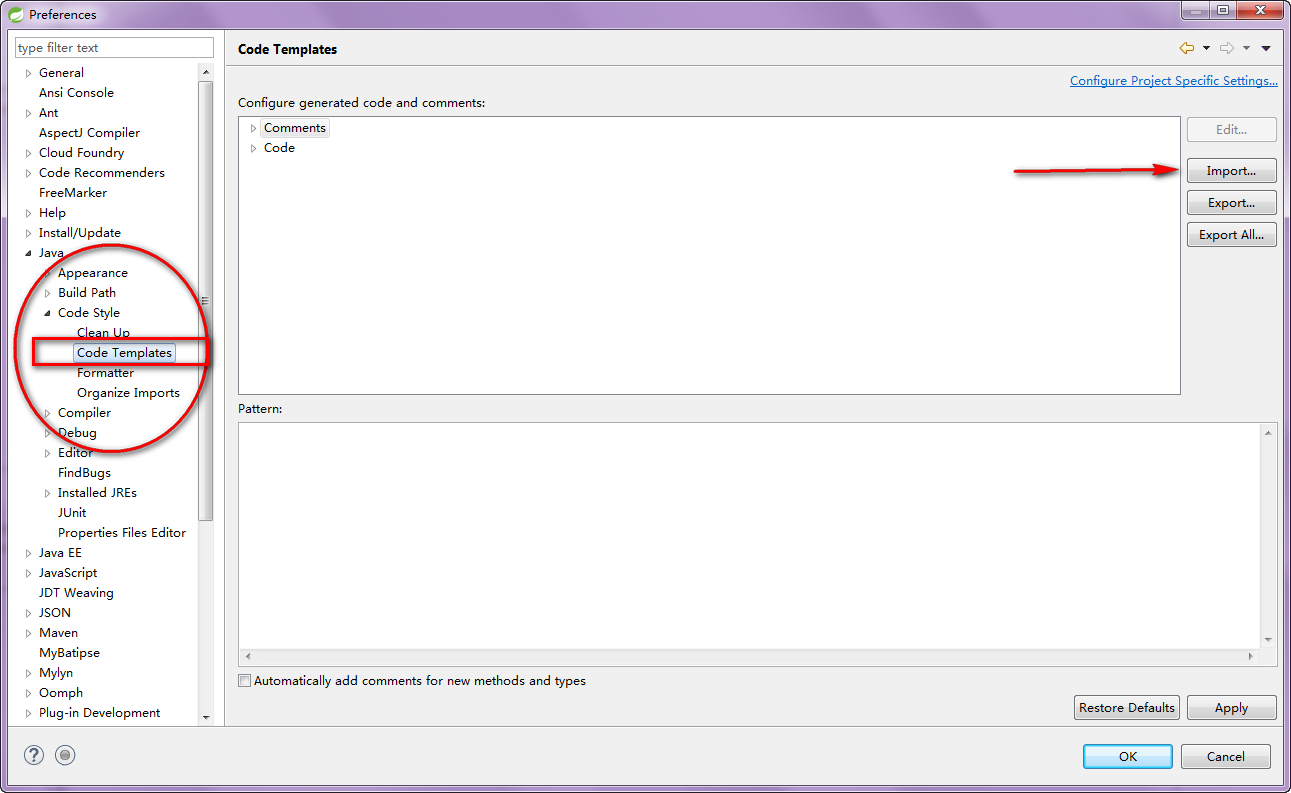 Preferences
type filter text
General
Ansi Console
Ant
AspectJ Compiler
Cloud Foundry
Code Recommenders
FreeMarker
Help
Install/Update
Java
Appearance
Build Path
Code Style
Clean Up
Code Templates
Formatter
Organize Imports
Compiler
Debug
Editor
FindBugs
Installed JREs
JUnit
Properties Files Editor
Java EE
JavaScript
JDT Weaving
JSON
Maven
MyBatipse
Mylyn
Oomph
Plug-in Development
Code Templates
Configure Project Specific Settings...
Configure generated code and comments:
Comments
Code
Edit...
Import...
Export...
Export All...
Pattern:
Automatically add comments for new methods and types
Restore Defaults
Apply
?
OK
Cancel